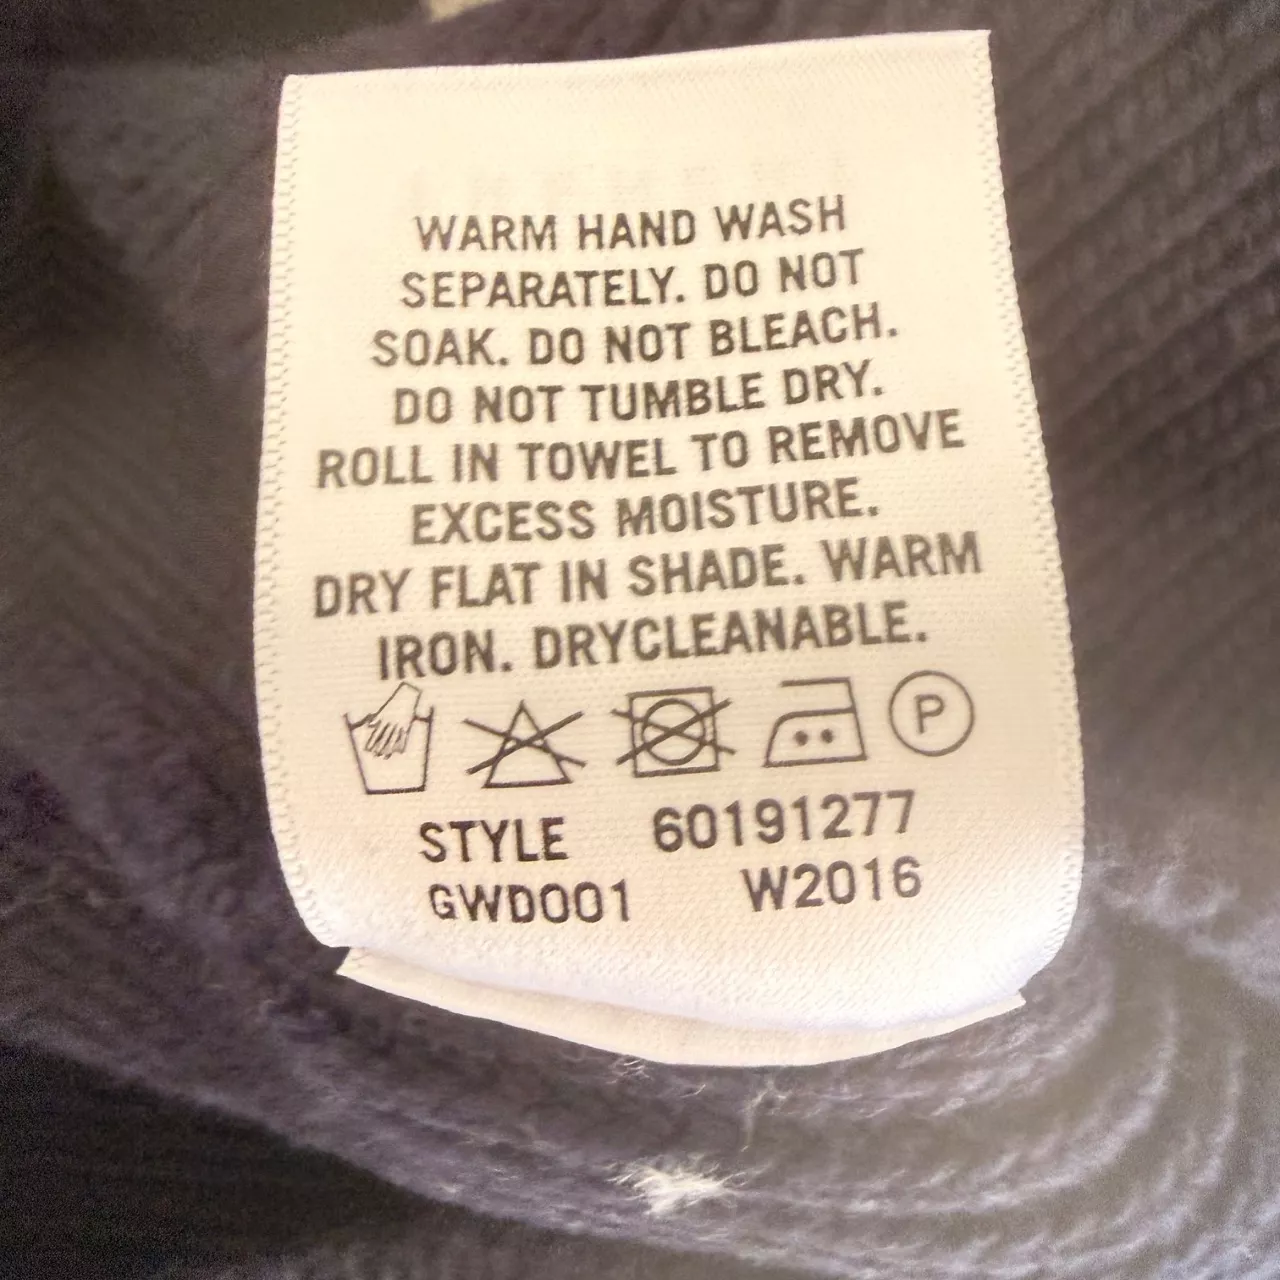 WARM HAND WASH
SEPARATELY. DO NOT
SOAK. DO NOT BLEACH.
DO NOT TUMBLE DRY.
ROLL IN TOWEL TO REMOVE
EXCESS MOISTURE.
DRY FLAT IN SHADE. WARM
IRON. DRYCLEANABLE.
P
STYLE 60191277
GWD001 W2016